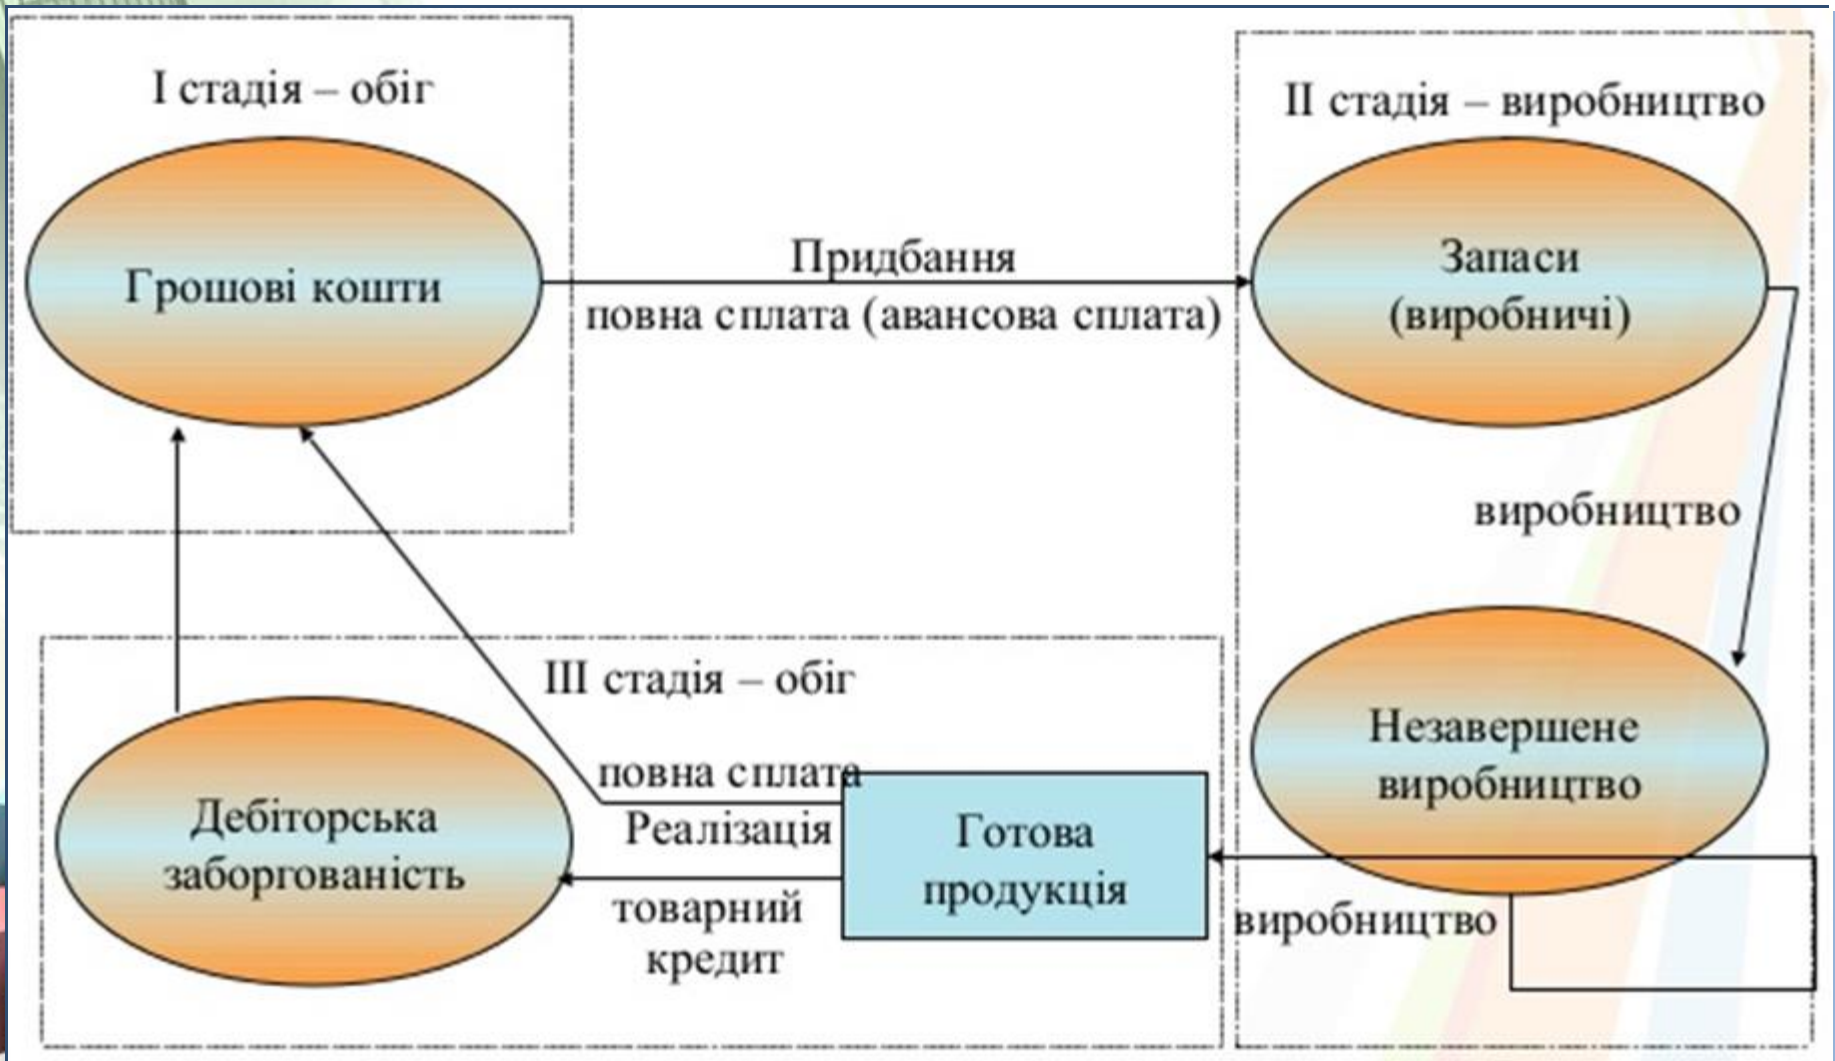 І стадія – обіг
ІІ стадія – виробництво
Грошові кошти
Придбання
повна сплата (авансова сплата)
Запаси
(виробничі)
виробництво
ІІІ стадія – обіг
Незавершене
виробництво
повна сплата
Реалізація
Готова
продукція
Дебіторська
заборгованість
товарний
кредит
виробництво